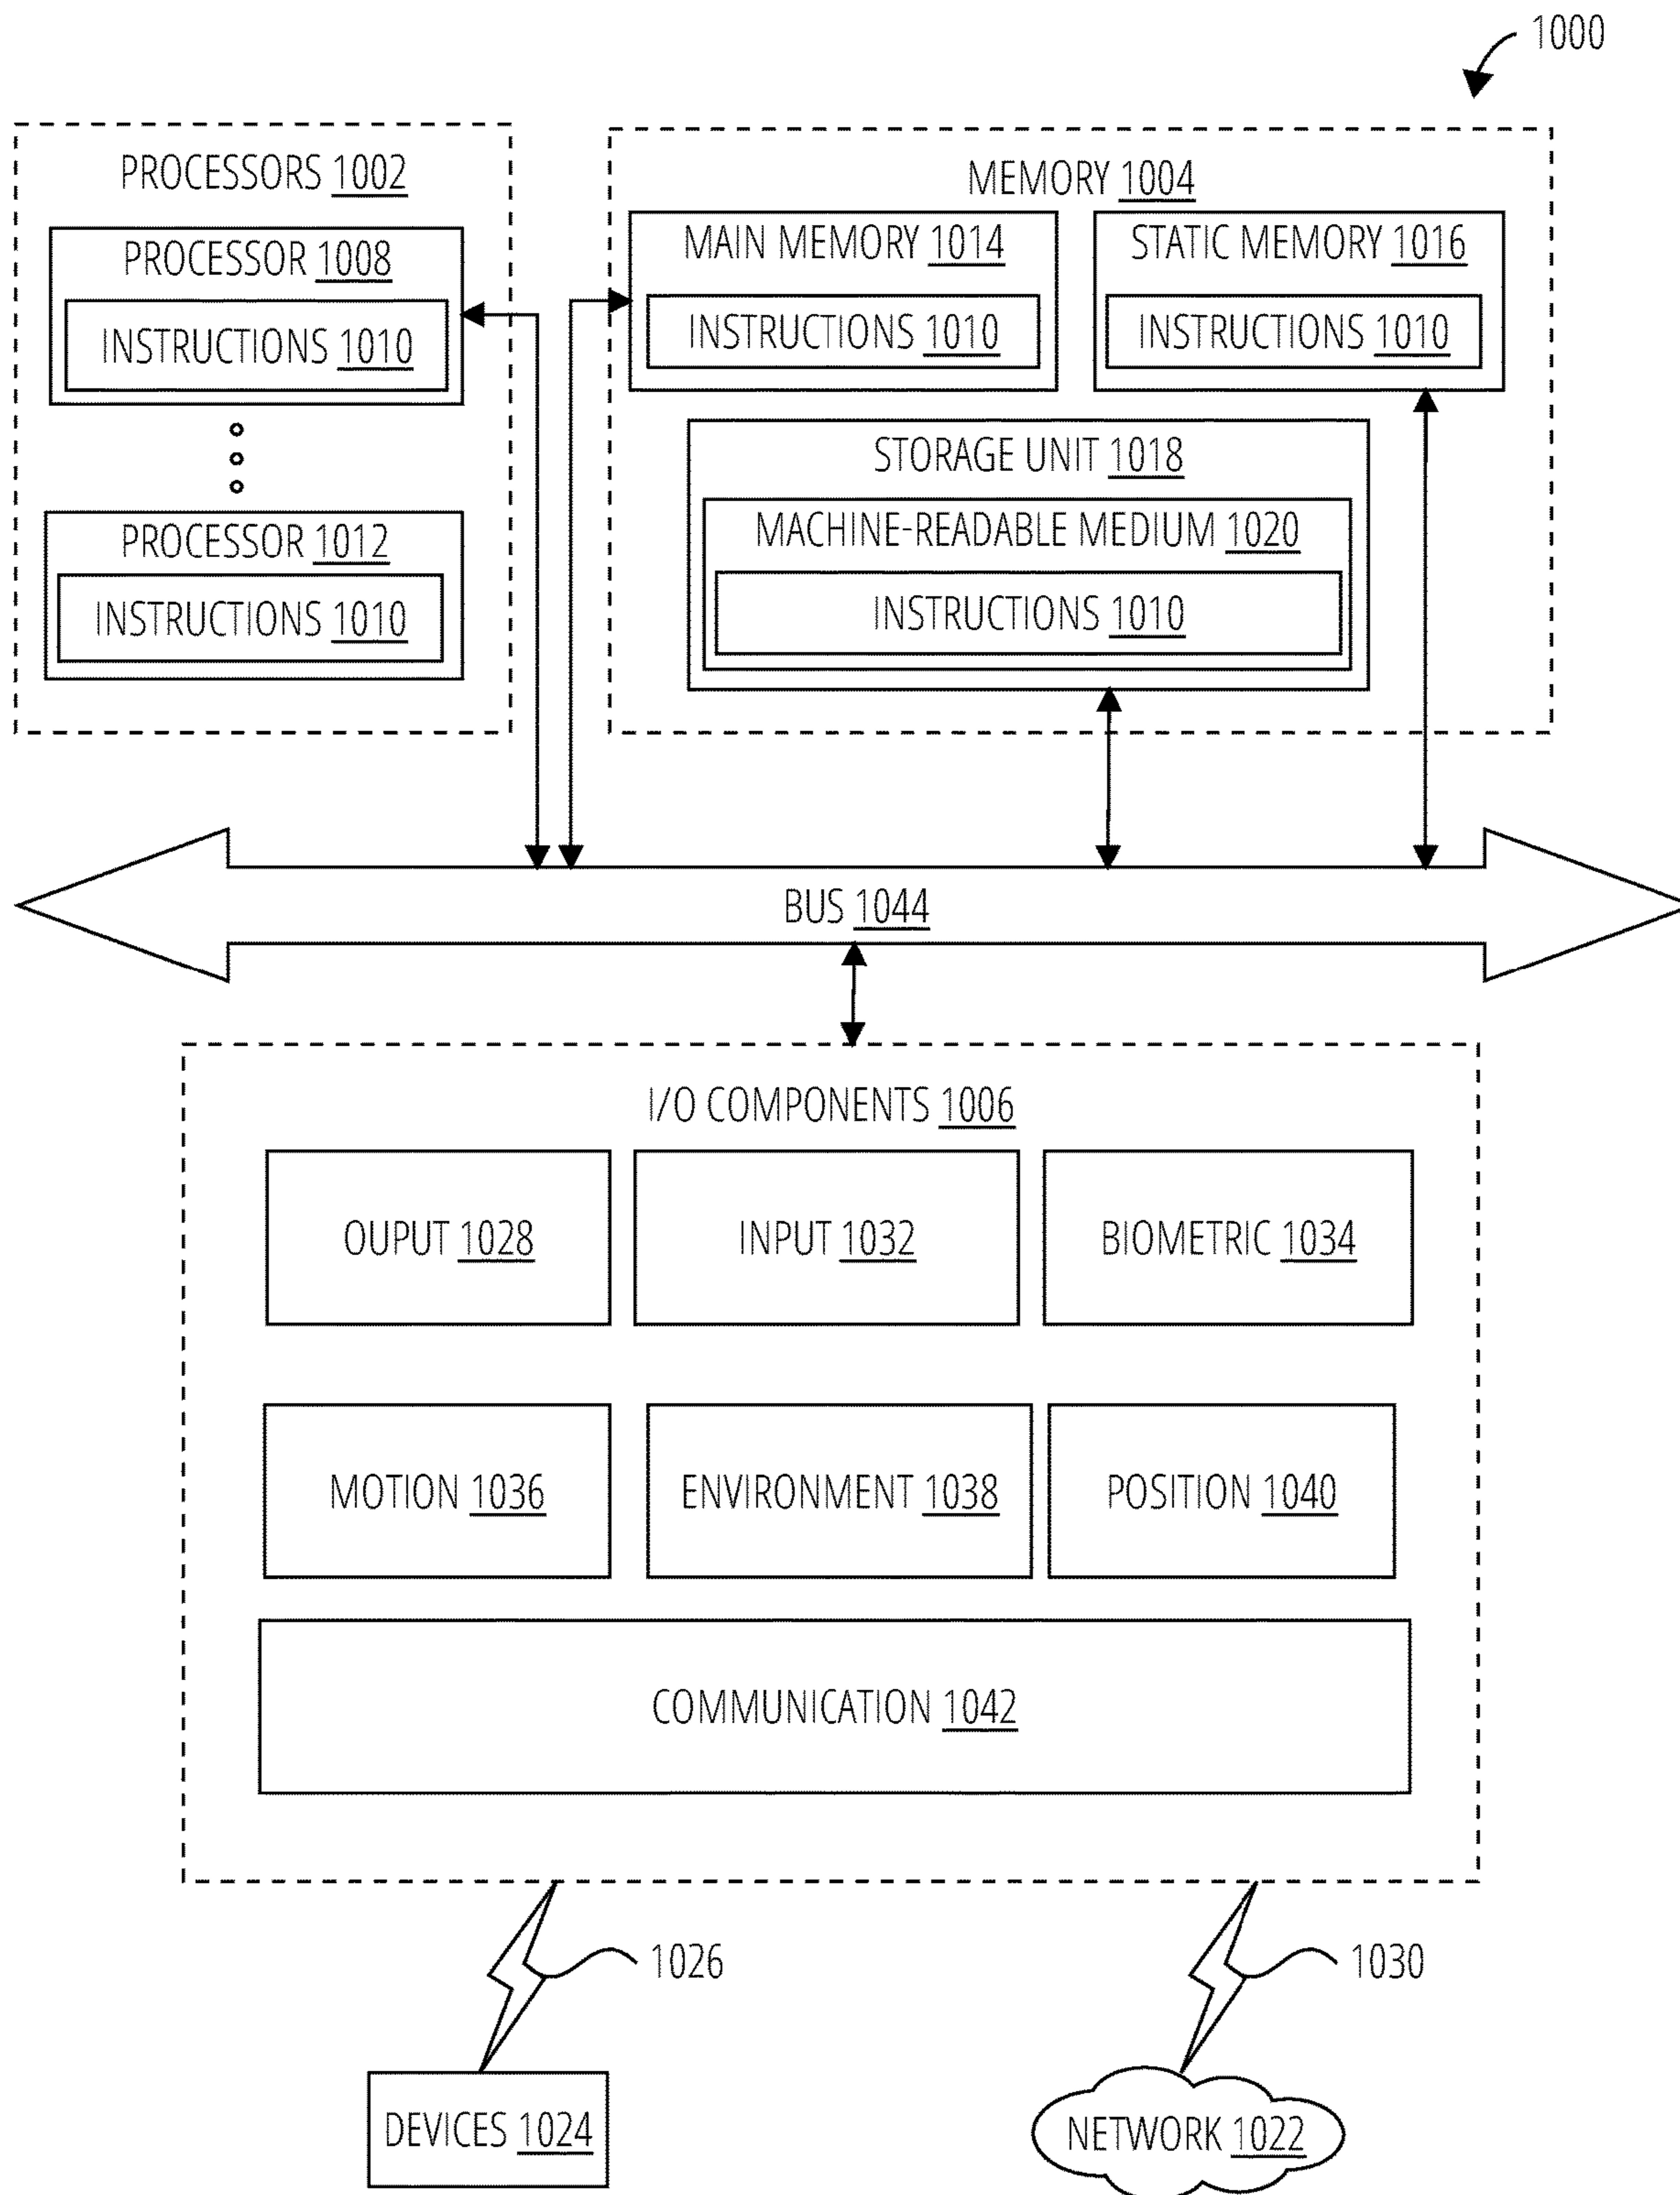 1000
PROCESSORS 1002
PROCESSOR 1008
INSTRUCTIONS 1010
PROCESSOR 1012
INSTRUCTIONS 1010
MEMORY 1004
MAIN MEMORY 1014
INSTRUCTIONS 1010
STATIC MEMORY 1016
INSTRUCTIONS 1010
STORAGE UNIT 1018
MACHINE-READABLE MEDIUM 1020
INSTRUCTIONS 1010
BUS 1044
I/O COMPONENTS 1006
OUPUT 1028
INPUT 1032
BIOMETRIC 1034
MOTION 1036
ENVIRONMENT 1038
POSITION 1040
COMMUNICATION 1042
1026
1030
DEVICES 1024
NETWORK 1022